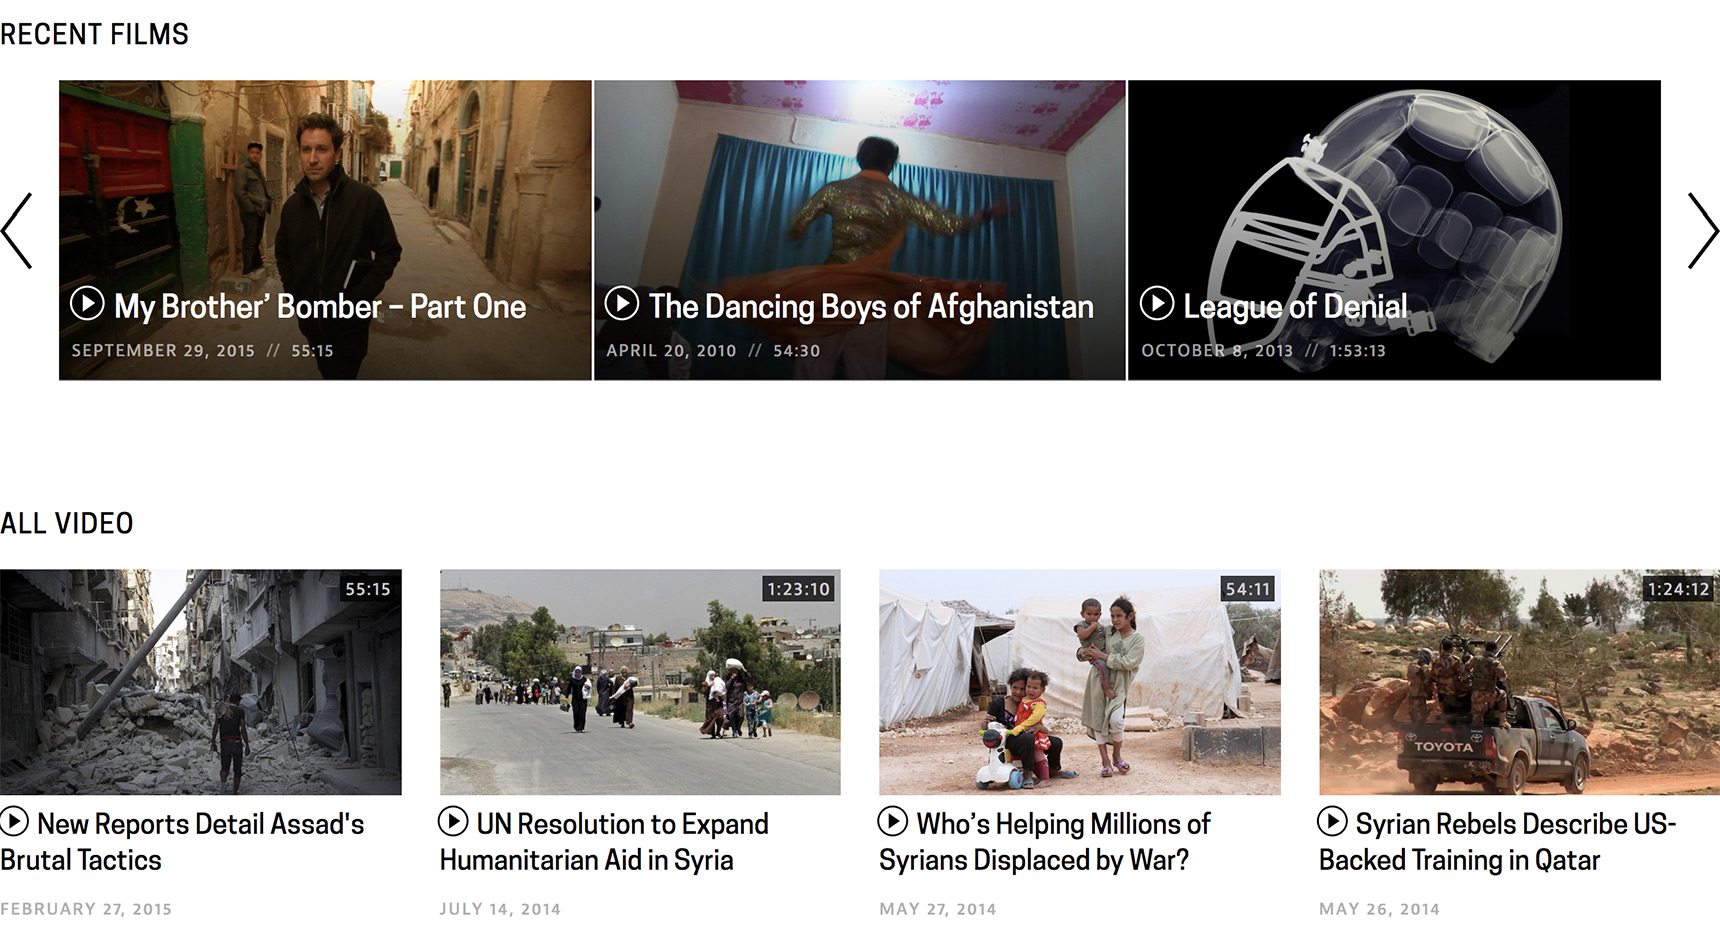 RECENT FILMS
My Brother’ Bomber – Part One
SEPTEMBER 29, 2015 // 55:15
The Dancing Boys of Afghanistan
APRIL 20, 2010 // 54:30
League of Denial
OCTOBER 8, 2013 // 1:53:13
ALL VIDEO
55:15
New Reports Detail Assad's
Brutal Tactics
FEBRUARY 27, 2015
1:23:10
UN Resolution to Expand
Humanitarian Aid in Syria
JULY 14, 2014
54:11
Who’s Helping Millions of
Syrians Displaced by War?
MAY 27, 2014
1:24:12
TOYOTA
Syrian Rebels Describe US-
Backed Training in Qatar
MAY 26, 2014